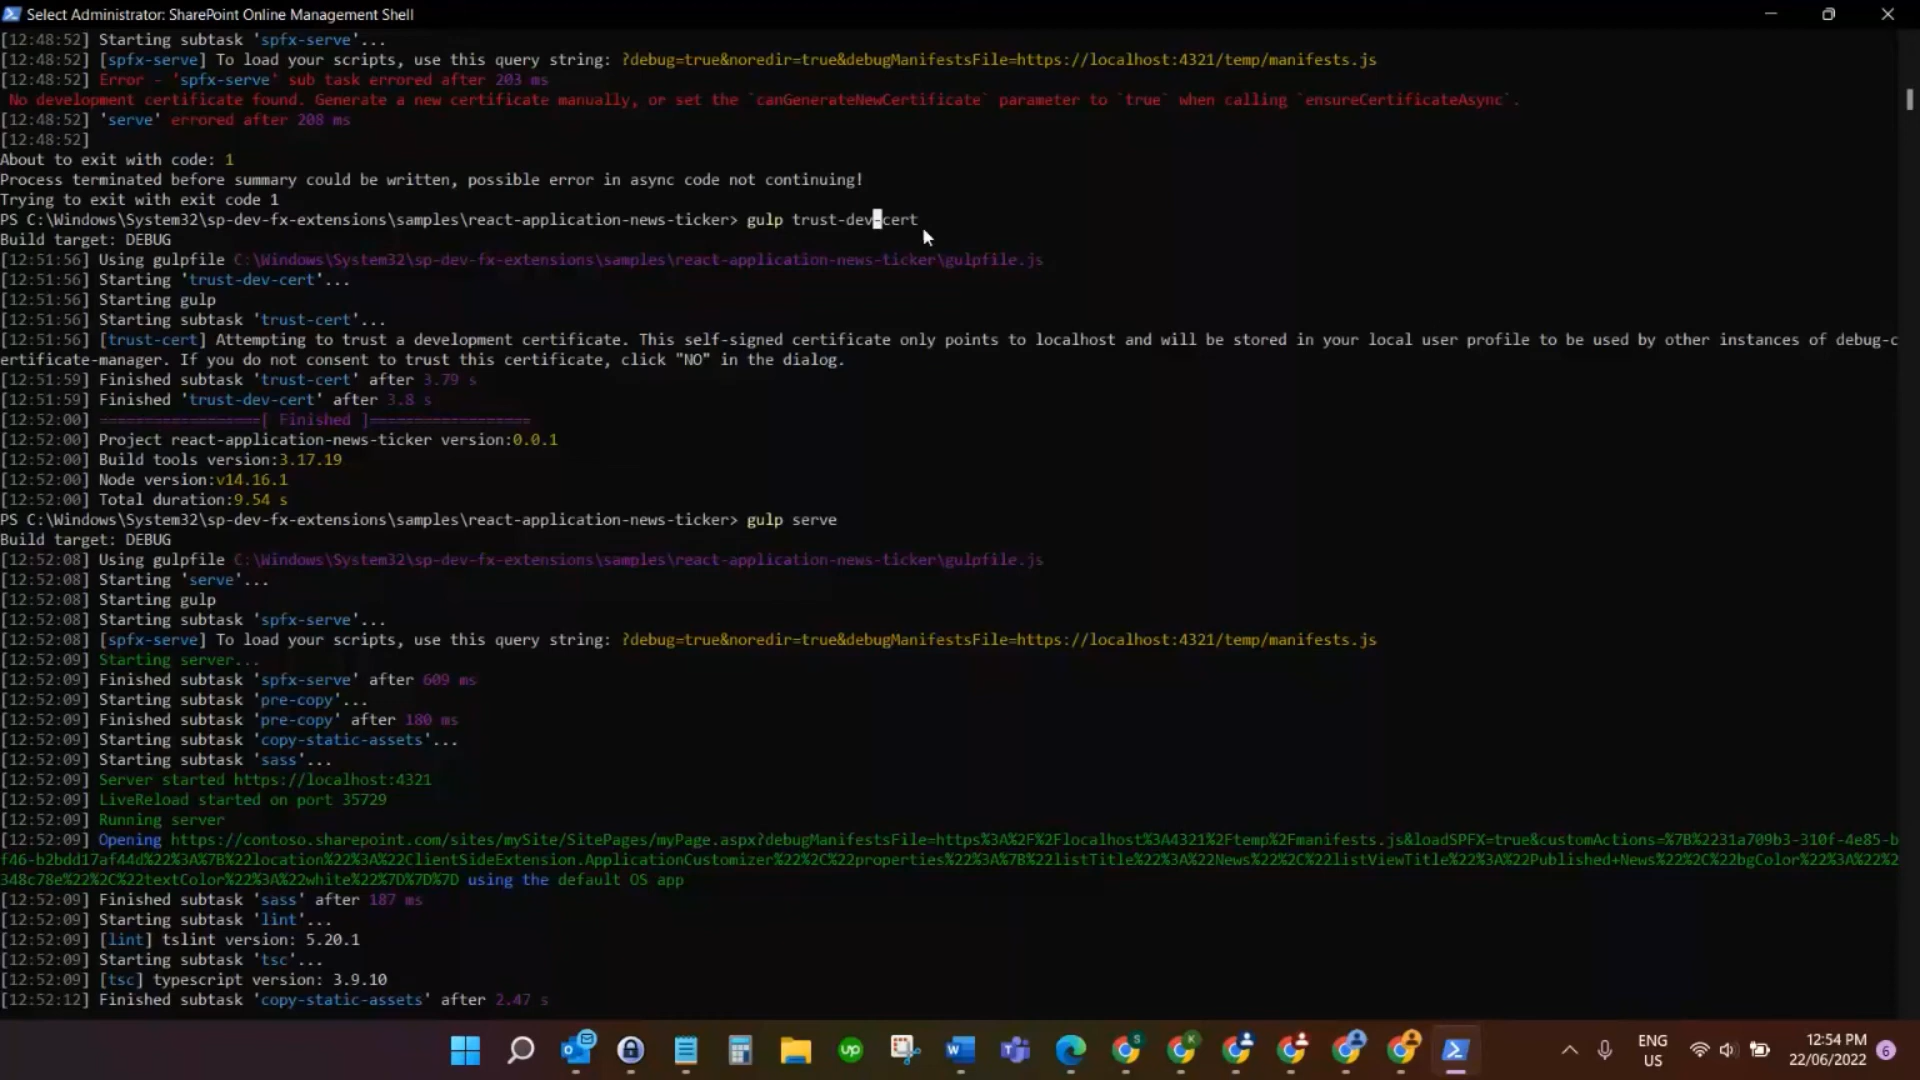 Select Administrator: SharePoint Online Management Shell
[12:48:52] Starting subtask 'spfx-serve'...
[12:48:52] [spfx-serve] To load your scripts, use this query string: ?debug=true&noredir=true&debugManifestsFile=https://localhost:4321/temp/manifests.js
[12:48:52] Error - 'spfx-serve' sub task errored after 203 ms
No development certificate found. Generate a new certificate manually, or set the `canGenerateNewCertificate` parameter to `true` when calling `ensureCertificateAsync`.
[12:48:52] 'serve' errored after 208 ms
[12:48:52]
About to exit with code: 1
Process terminated before summary could be written, possible error in async code not continuing!
Trying to exit with exit code 1
PS C:\Windows\System32\sp-dev-fx-extensions\samples\react-application-news-ticker> gulp trust-dev-cert
Build target: DEBUG
[12:51:56] Using gulpfile C:\Windows\System32\sp-dev-fx-extensions\samples\react-application-news-ticker\gulpfile.js
[12:51:56] Starting 'trust-dev-cert'...
[12:51:56] Starting gulp
[12:51:56] Starting subtask 'trust-cert'...
[12:51:56] [trust-cert] Attempting to trust a development certificate. This self-signed certificate only points to localhost and will be stored in your local user profile to be used by other instances of debug-c
ertificate-manager. If you do not consent to trust this certificate, click "NO" in the dialog.
[12:51:59] Finished subtask 'trust-cert' after 3.79 s
[12:51:59] Finished 'trust-dev-cert' after 3.8 s
[12:52:00] ==================[ Finished ]==================
[12:52:00] Project react-application-news-ticker version:0.0.1
[12:52:00] Build tools version:3.17.19
[12:52:00] Node version:v14.16.1
[12:52:00] Total duration:9.54 s
PS C:\Windows\System32\sp-dev-fx-extensions\samples\react-application-news-ticker> gulp serve
Build target: DEBUG
[12:52:08] Using gulpfile C:\Windows\System32\sp-dev-fx-extensions\samples\react-application-news-ticker\gulpfile.js
[12:52:08] Starting 'serve'...
[12:52:08] Starting gulp
[12:52:08] Starting subtask 'spfx-serve'...
[12:52:08] [spfx-serve] To load your scripts, use this query string: ?debug=true&noredir=true&debugManifestsFile=https://localhost:4321/temp/manifests.js
[12:52:09] Starting server...
[12:52:09] Finished subtask 'spfx-serve' after 609 ms
[12:52:09] Starting subtask 'pre-copy'...
[12:52:09] Finished subtask 'pre-copy' after 180 ms
[12:52:09] Starting subtask 'copy-static-assets'...
[12:52:09] Starting subtask 'sass'...
[12:52:09] Server started https://localhost:4321
[12:52:09] LiveReload started on port 35729
[12:52:09] Running server
[12:52:09] Opening https://contoso.sharepoint.com/sites/mySite/SitePages/myPage.aspx?debugManifestsFile=https%3A%2F%2Flocalhost%3A4321%2Ftemp%2Fmanifests.js&loadSPFX=true&customActions=%7B%2231a709b3-310f-4e85-b
f46-b2bdd17af44d%22%3A%7B%22location%22%3A%22ClientSideExtension.ApplicationCustomizer%22%2C%22properties%22%3A%7B%22listTitle%22%3A%22News%22%2C%22listViewTitle%22%3A%22Published+News%22%2C%22bgColor%22%3A%22%2
348c78e%22%2C%22textColor%22%3A%22white%22%7D%7D%7D using the default OS app
[12:52:09] Finished subtask 'sass' after 187 ms
[12:52:09] Starting subtask 'lint'...
[12:52:09] [lint] tslint version: 5.20.1
[12:52:09] Starting subtask 'tsc'...
[12:52:09] [tsc] typescript version: 3.9.10
[12:52:12] Finished subtask 'copy-static-assets' after 2.47 s
ENG
US
12:54 PM
22/06/2022
6